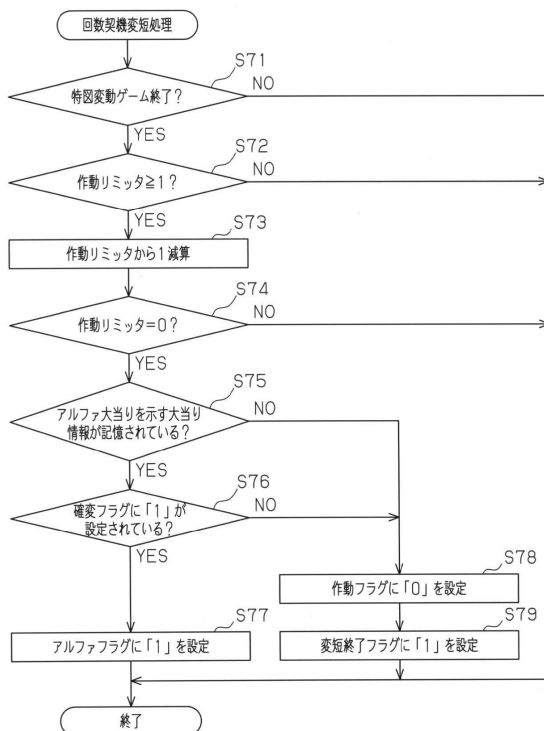 回数契機変短処理
S71
特図変動ゲーム終了?
NO
YES
S72
作動リミッタ≧1?
NO
YES
S73
作動リミッタから1減算
S74
作動リミッタ=0?
NO
YES
S75
アルファ大当りを示す大当り
情報が記憶されている?
NO
YES
S76
確変フラグに「1」が
設定されている?
NO
YES
S78
作動フラグに「0」を設定
S77
アルファフラグに「1」を設定
S79
変短終了フラグに「1」を設定
終了